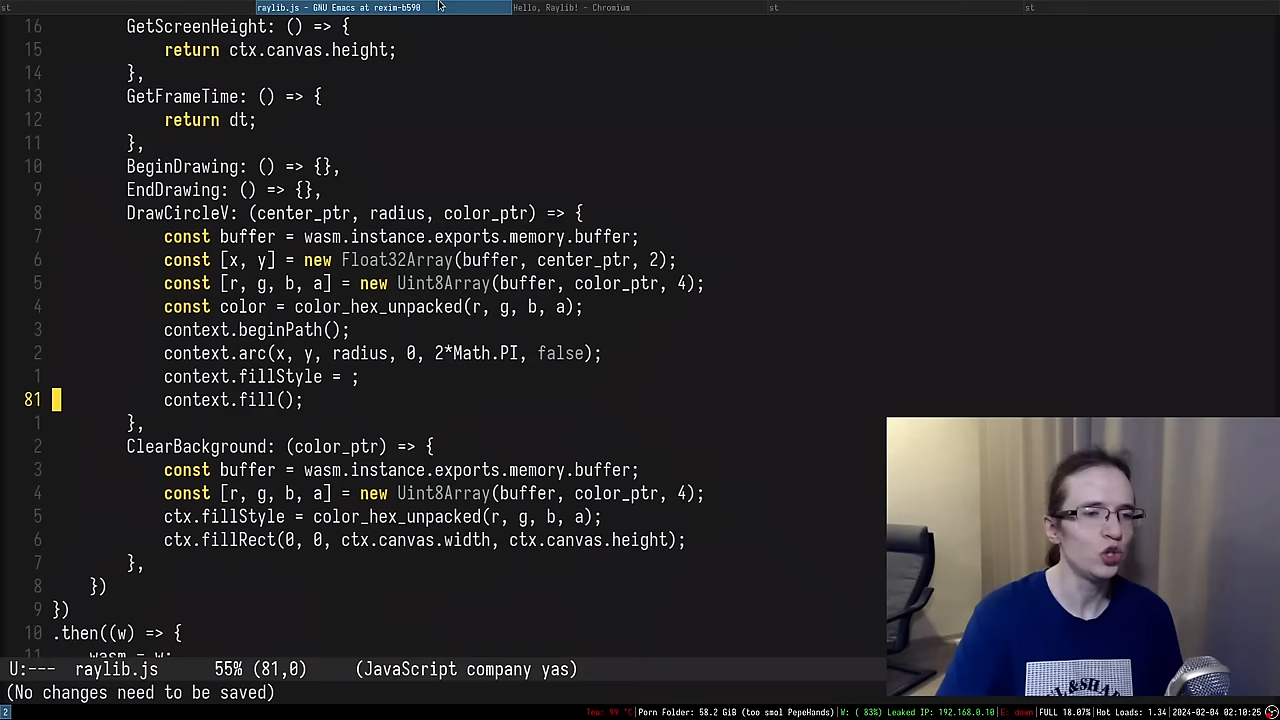 st raylib.js - GNU Emacs at rexim-b590 Hello, Raylib! - Chromium st st
16 GetScreenHeight: () => {
15 return ctx.canvas.height;
14 },
13 GetFrameTime: () => {
12 return dt;
11 },
10 BeginDrawing: () => {},
9 EndDrawing: () => {},
8 DrawCircleV: (center_ptr, radius, color_ptr) => {
7 const buffer = wasm.instance.exports.memory.buffer;
6 const [x, y] = new Float32Array(buffer, center_ptr, 2);
5 const [r, g, b, a] = new Uint8Array(buffer, color_ptr, 4);
4 const color = color_hex_unpacked(r, g, b, a);
3 context.beginPath();
2 context.arc(x, y, radius, 0, 2*Math.PI, false);
1 context.fillStyle = ;
81 context.fill();
1 },
2 ClearBackground: (color_ptr) => {
3 const buffer = wasm.instance.exports.memory.buffer;
4 const [r, g, b, a] = new Uint8Array(buffer, color_ptr, 4);
5 ctx.fillStyle = color_hex_unpacked(r, g, b, a);
6 ctx.fillRect(0, 0, ctx.canvas.width, ctx.canvas.height);
7 },
8 })
9 })
10 .then((w) => {
11 wasm = w;
U:--- raylib.js 55% (81,0) (JavaScript company yas)
(No changes need to be saved)
2 Tea: 99 °C|Porn Folder: 58.2 GiB (too smol PepeHands)|W: ( 83%) Leaked IP: 192.168.0.10|E: down|FULL 18.07%|Hot Loads: 1.34|2024-02-04 02:10:25